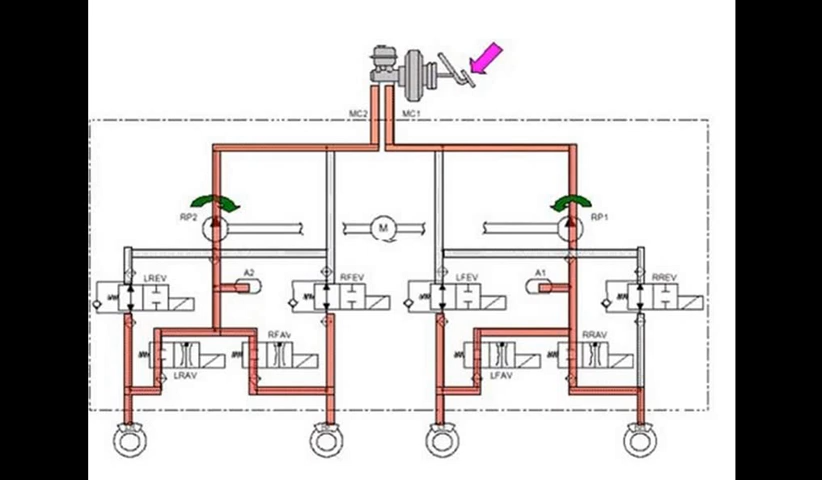 MC2 MC1
RP2 RP1
M
LREV A2 RFEV LFEV A1 RREV
RFAV RRAV
LRAV LFAV